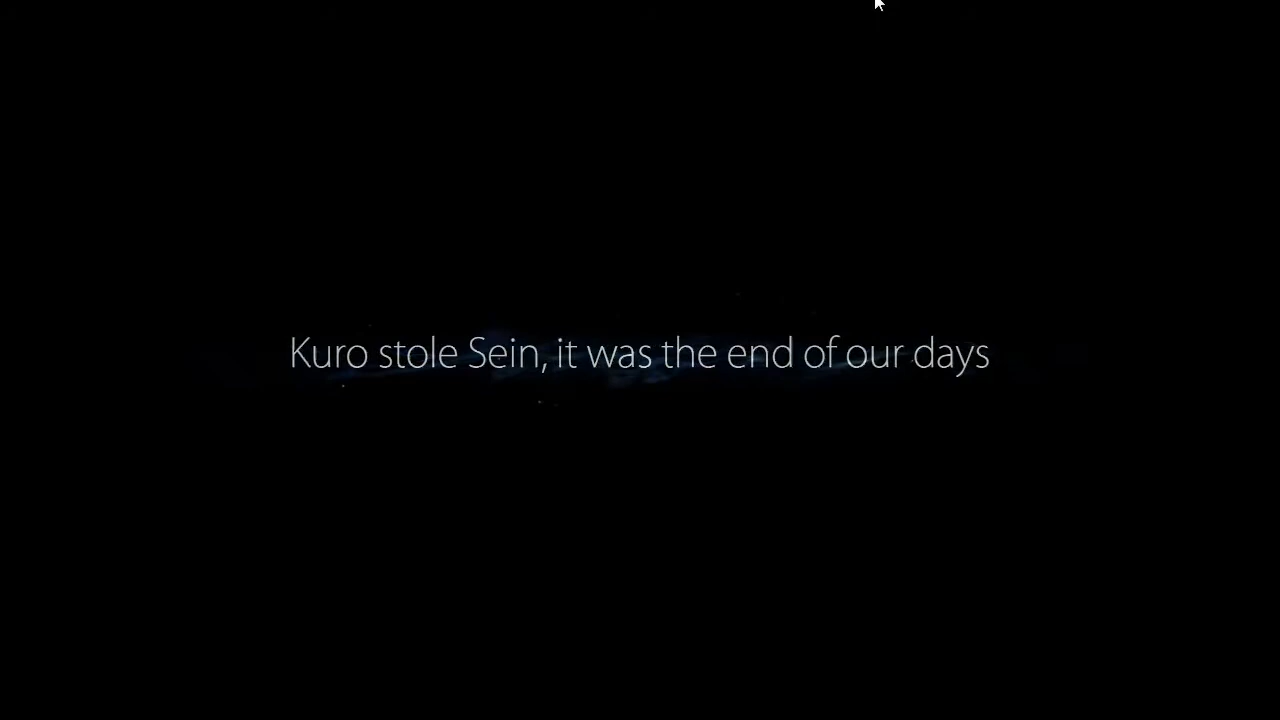 Kuro stole Sein, it was the end of our days